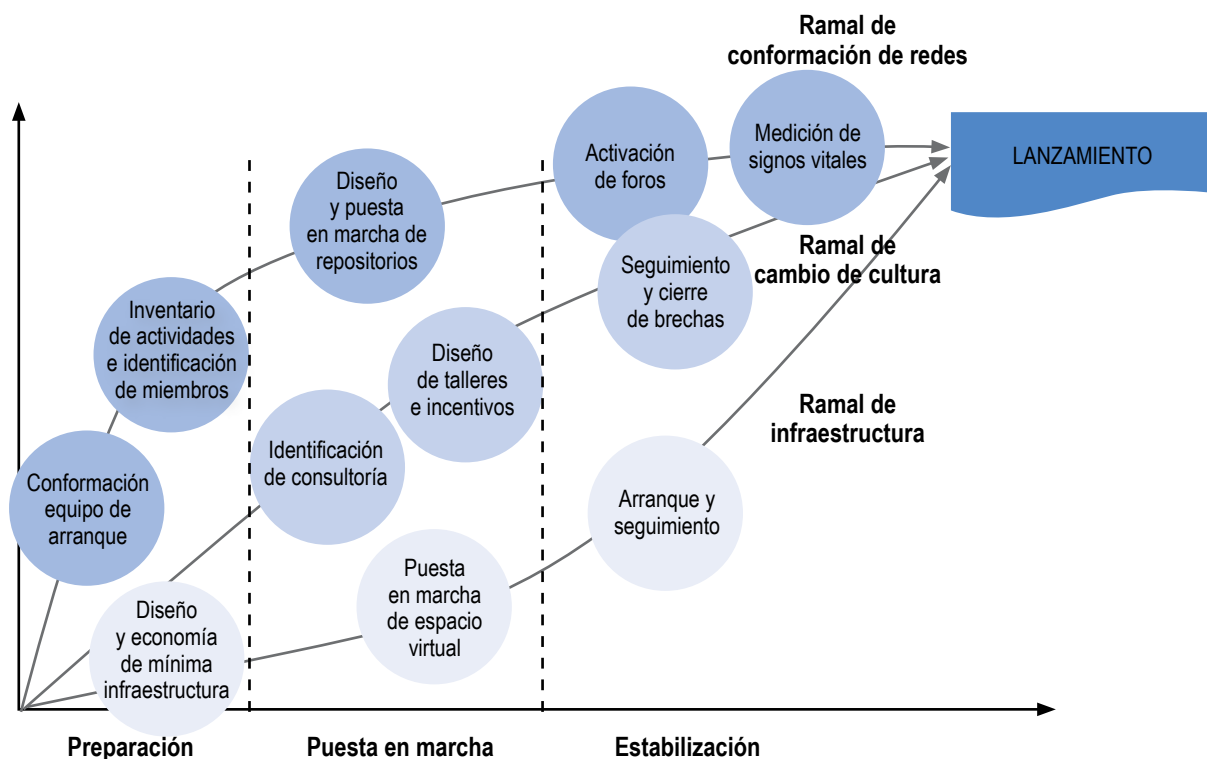 Ramal de
conformación de redes
Medición de
signos vitales
Activación
de foros
LANZAMIENTO
Diseño
y puesta
en marcha de
repositorios
Ramal de
cambio de cultura
Seguimiento
y cierre
de brechas
Inventario
de actividades
e identificación
de miembros
Diseño
de talleres
e incentivos
Ramal de
infraestructura
Identificación
de consultoría
Conformación
equipo de
arranque
Arranque y
seguimiento
Puesta
en marcha
de espacio
virtual
Diseño
y economía
de mínima
infraestructura
Preparación
Puesta en marcha
Estabilización